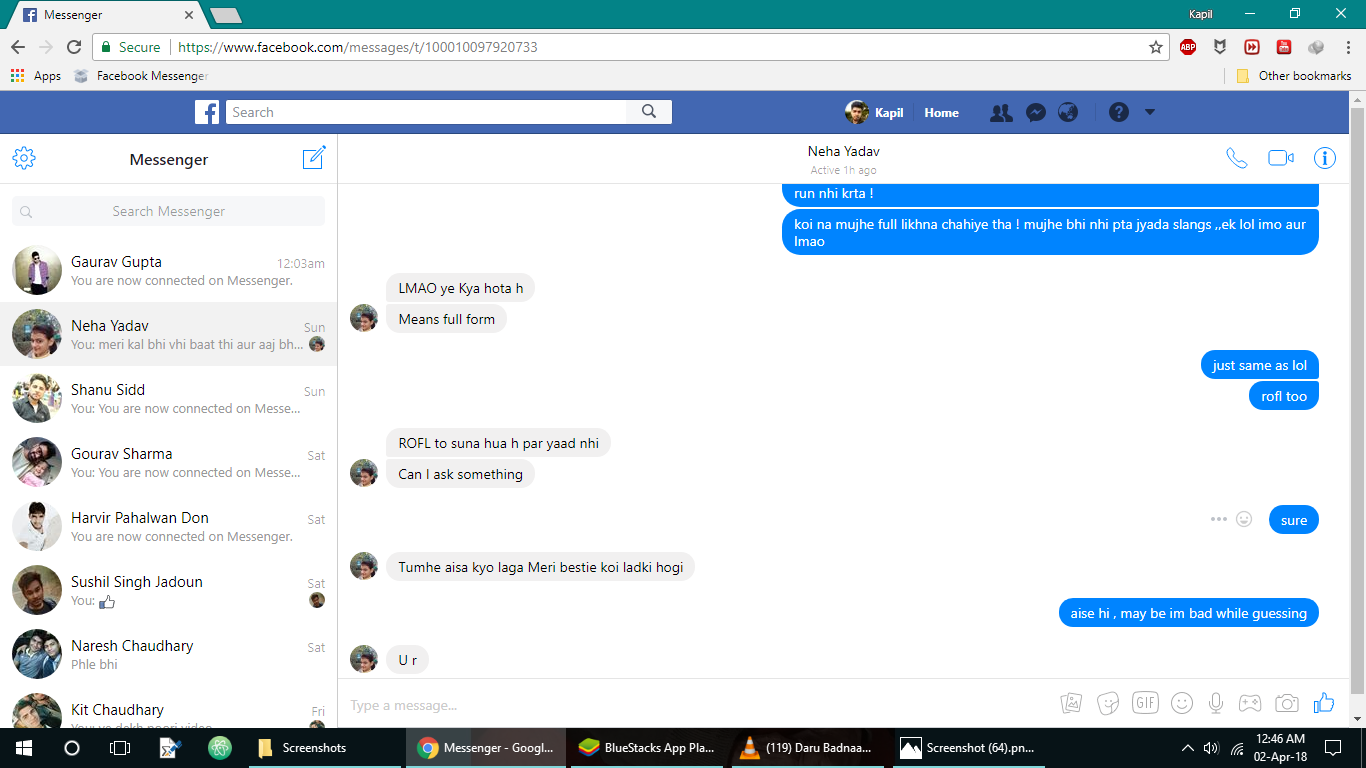 Messenger
Kapil
Secure
https://www.facebook.com/messages/t/100010097920733
ABP
Apps
Facebook Messenger
Other bookmarks
Search
Kapil
Home
Messenger
Neha Yadav
Active 1h ago
Search Messenger
Gaurav Gupta
12:03am
You are now connected on Messenger.
Neha Yadav
Sun
You: meri kal bhi vhi baat thi aur aaj bh...
Shanu Sidd
Sun
You: You are now connected on Messe...
Gourav Sharma
Sat
You: You are now connected on Messe...
Harvir Pahalwan Don
Sat
You are now connected on Messenger.
Sushil Singh Jadoun
Sat
You:
Naresh Chaudhary
Sat
Phle bhi
Kit Chaudhary
Fri
run nhi krta !
koi na mujhe full likhna chahiye tha ! mujhe bhi nhi pta jyada slangs ,,ek lol imo aur
lmao
LMAO ye Kya hota h
Means full form
just same as lol
rofl too
ROFL to suna hua h par yaad nhi
Can I ask something
sure
Tumhe aisa kyo laga Meri bestie koi ladki hogi
aise hi , may be im bad while guessing
U r
Type a message...
GIF
Screenshots
Messenger - Googl...
BlueStacks App Pla...
(119) Daru Badnaa...
Screenshot (64).pn...
12:46 AM
02-Apr-18